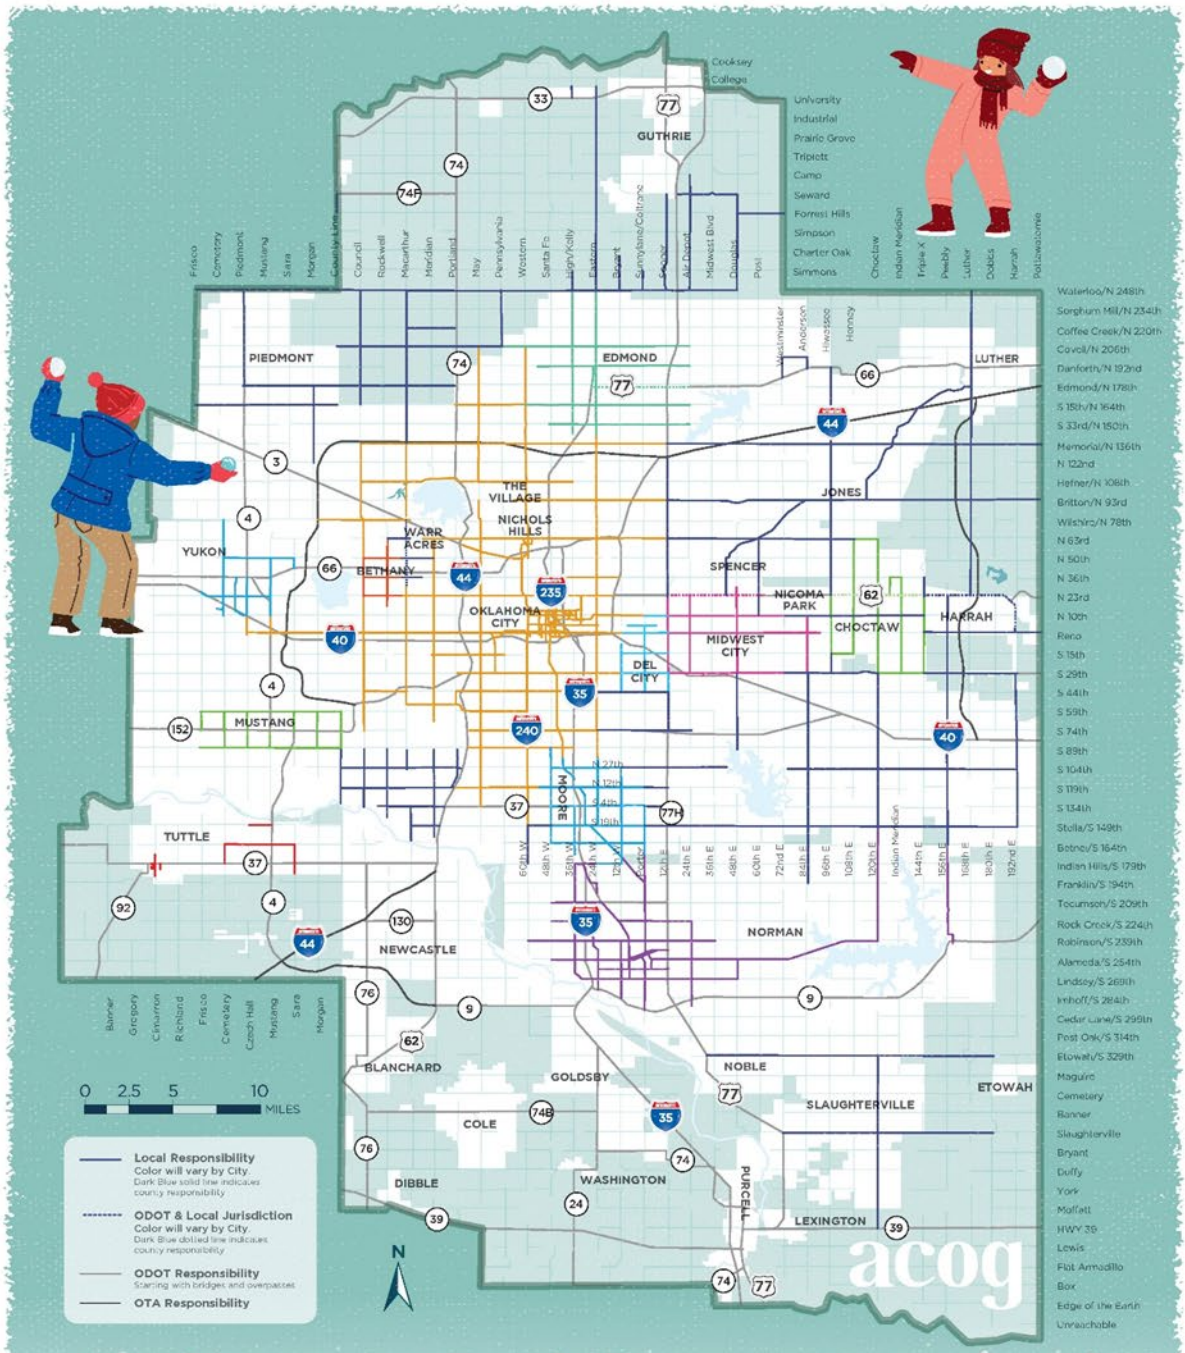 Cooksey
College
33
77
University
Industrial
GUTHRIE
Prairie Grove
Triplett
74
Camp
74F
Seward
Forrest Hills
Simpson
Charter Oak
Simmons
Frisco
Cemetery
Piedmont
Mustang
Sara
Morgan
County Line
Council
Rockwell
Macarthur
Meridian
Portland
May
Pennsylvania
Western
Santa Fe
High/Kelly
Eastern
Bryant
Sunnylane/Coltrane
Sooner
Air Depot
Midwest Blvd
Douglas
Post
Westminster
Anderson
Hiwassee
Henney
Choctaw
Indian Meridian
Triple X
Peebly
Luther
Dobbs
Harrah
Pottawatomie
Waterloo/N 248th
Sorghum Mill/N 234th
Coffee Creek/N 220th
Covell/N 206th
Danforth/N 192nd
Edmond/N 178th
S 15th/N 164th
S 33rd/N 150th
Memorial/N 136th
N 122nd
Hefner/N 108th
Britton/N 93rd
Wilshire/N 78th
N 63rd
N 50th
N 36th
N 23rd
N 10th
Reno
S 15th
S 29th
S 44th
S 59th
S 74th
S 89th
S 104th
S 119th
S 134th
Stella/S 149th
Bethel/S 164th
Indian Hills/S 179th
Franklin/S 194th
Tecumseh/S 209th
Rock Creek/S 224th
Robinson/S 239th
Alameda/S 254th
Lindsey/S 269th
Imhoff/S 284th
Cedar Lane/S 299th
Post Oak/S 314th
Etowah/S 329th
Maguire
Cemetery
Banner
Slaughterville
Bryant
Duffy
York
Moffett
HWY 39
Lewis
Flat Armadillo
Box
Edge of the Earth
Unreachable
PIEDMONT
74
EDMOND
77
66
LUTHER
44
3
THE
VILLAGE
JONES
4
NICHOLS
HILLS
WARR
ACRES
YUKON
66
BETHANY
44
235
SPENCER
NICOMA
PARK
62
OKLAHOMA
CITY
CHOCTAW
HARRAH
40
MIDWEST
CITY
DEL
CITY
4
35
MUSTANG
152
240
40
N 27th
N 12th
S 4th
S 19th
MOORE
37
77H
TUTTLE
37
60th W
48th W
36th W
24th W
12th W
Porter
12th E
24th E
36th E
48th E
60th E
72nd E
84th E
96th E
108th E
120th E
Indian Meridian
144th E
156th E
168th E
180th E
192nd E
92
4
130
35
NORMAN
44
NEWCASTLE
76
9
9
Banner
Gregory
Cimarron
Richland
Frisco
Cemetery
Czech Hall
Mustang
Sara
Morgan
62
BLANCHARD
GOLDSBY
NOBLE
77
ETOWAH
0 2.5 5 10
MILES
74B
COLE
35
SLAUGHTERVILLE
76
74
DIBBLE
WASHINGTON
PURCELL
24
39
LEXINGTON
39
Local Responsibility
Color will vary by City.
Dark Blue solid line indicates
county responsibility
ODOT & Local Jurisdiction
Color will vary by City.
Dark Blue dotted line indicates
county responsibility
ODOT Responsibility
Starting with bridges and overpasses
OTA Responsibility
N
acog
74
77